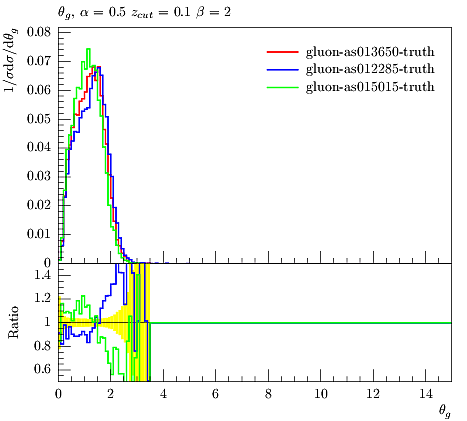 θg, α = 0.5 zcut = 0.1 β = 2
1/σdσ/dθg
0.08
0.07
0.06
0.05
0.04
0.03
0.02
0.01
0
gluon-as013650-truth
gluon-as012285-truth
gluon-as015015-truth
Ratio
1.4
1.2
1
0.8
0.6
0 2 4 6 8 10 12 14
θg